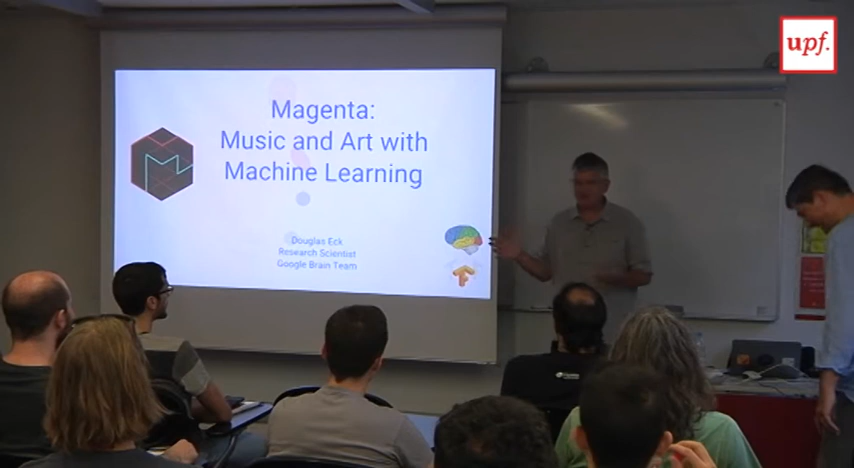 upf.
Magenta:
Music and Art with
Machine Learning
Douglas Eck
Research Scientist
Google Brain Team